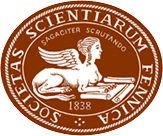 SOCIETAS SCIENTIARUM FENNICA
SAGACITER SCRUTANDO
1838